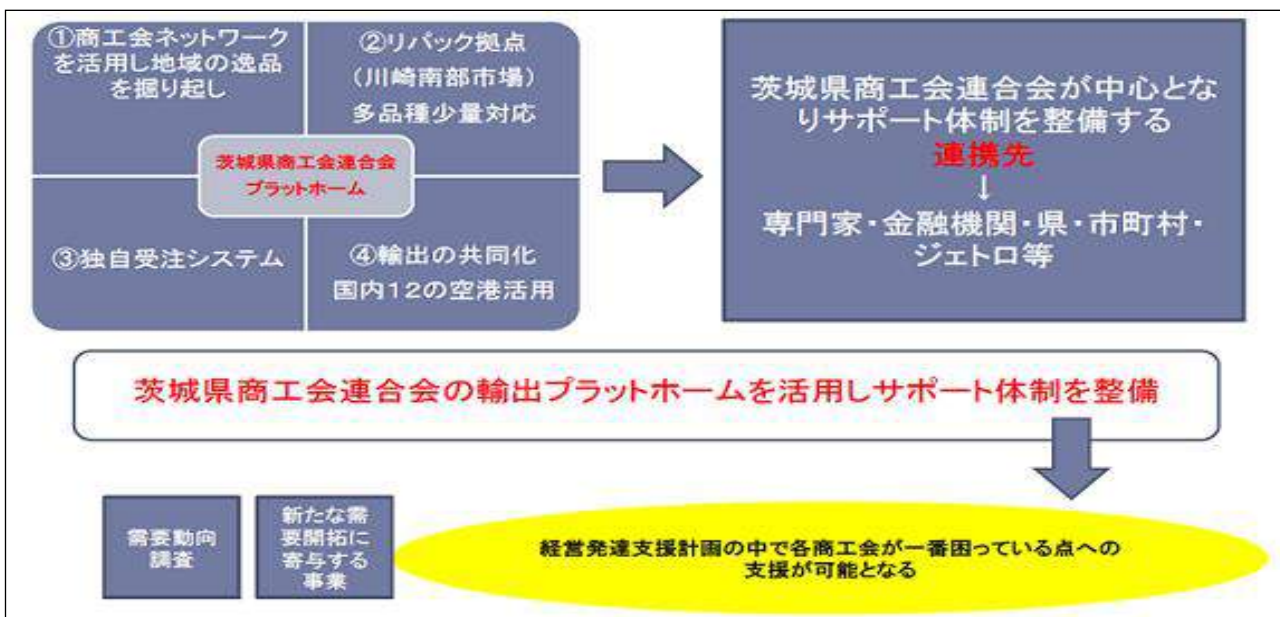 ①商工会ネットワーク
を活用し地域の逸品
を掘り起し
②リパック拠点
(川崎南部市場)
多品種少量対応
茨城県商工会連合会
プラットホーム
③独自受注システム
④輸出の共同化
国内12の空港活用
茨城県商工会連合会が中心とな
りサポート体制を整備する
連携先
↓
専門家・金融機関・県・市町村・
ジェトロ等
茨城県商工会連合会の輸出プラットホームを活用しサポート体制を整備
需要動向
調査
新たな需
要開拓に
寄与する
事業
経営発達支援計画の中で各商工会が一番困っている点への
支援が可能となる